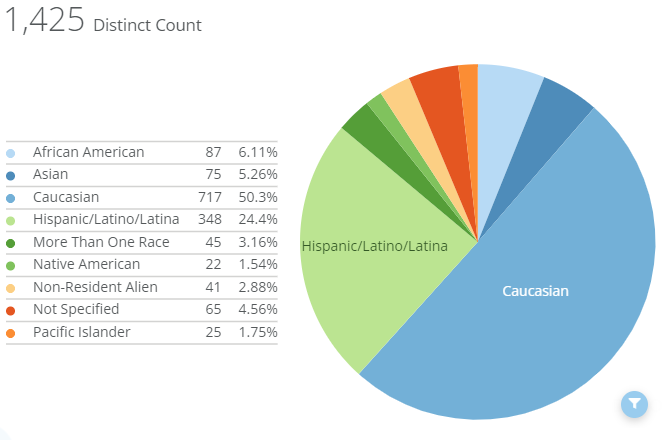 1,425 Distinct Count
African American 87 6.11%
Asian 75 5.26%
Caucasian 717 50.3%
Hispanic/Latino/Latina 348 24.4%
More Than One Race 45 3.16%
Native American 22 1.54%
Non-Resident Alien 41 2.88%
Not Specified 65 4.56%
Pacific Islander 25 1.75%
Hispanic/Latino/Latina
Caucasian